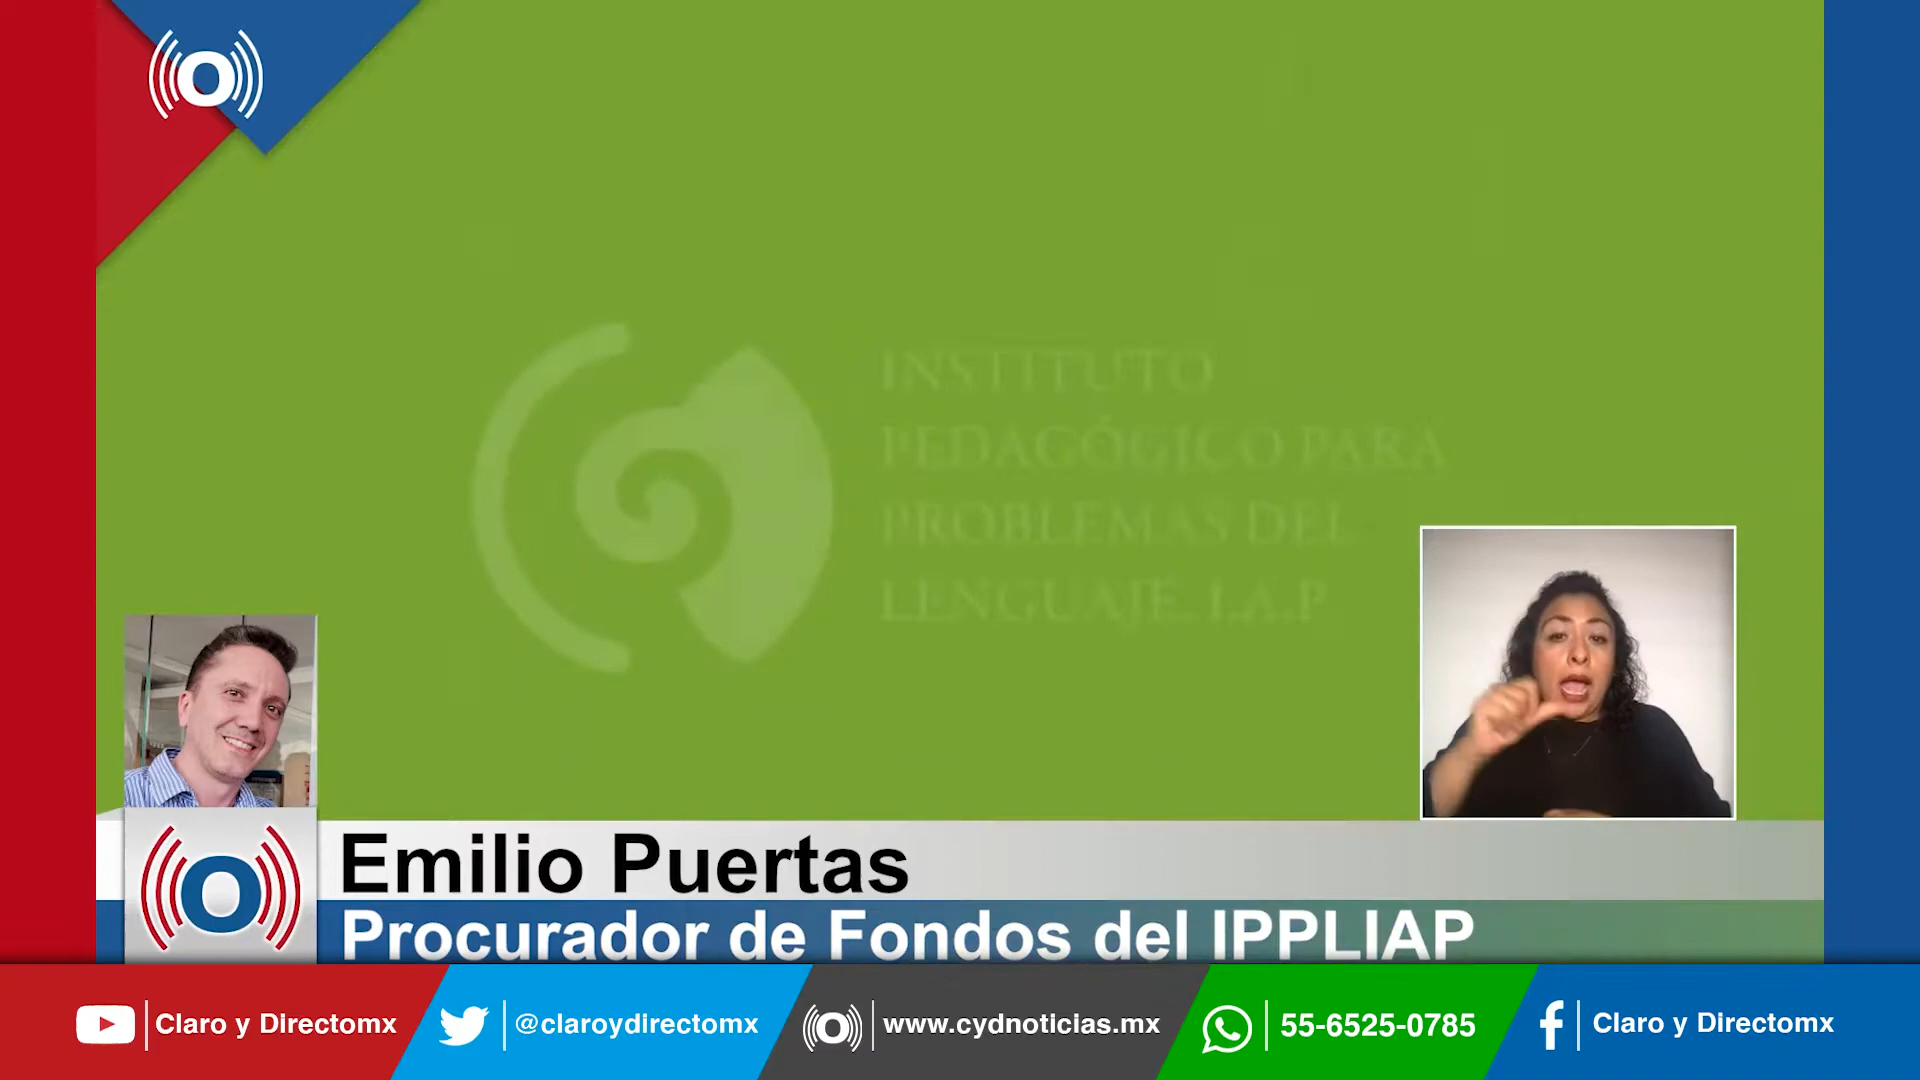 INSTITUTO
PEDAGÓGICO PARA
PROBLEMAS DEL
LENGUAJE, I.A.P
Emilio Puertas
Procurador de Fondos del IPPLIAP
Claro y Directomx
@claroydirectomx
www.cydnoticias.mx
55-6525-0785
Claro y Directomx